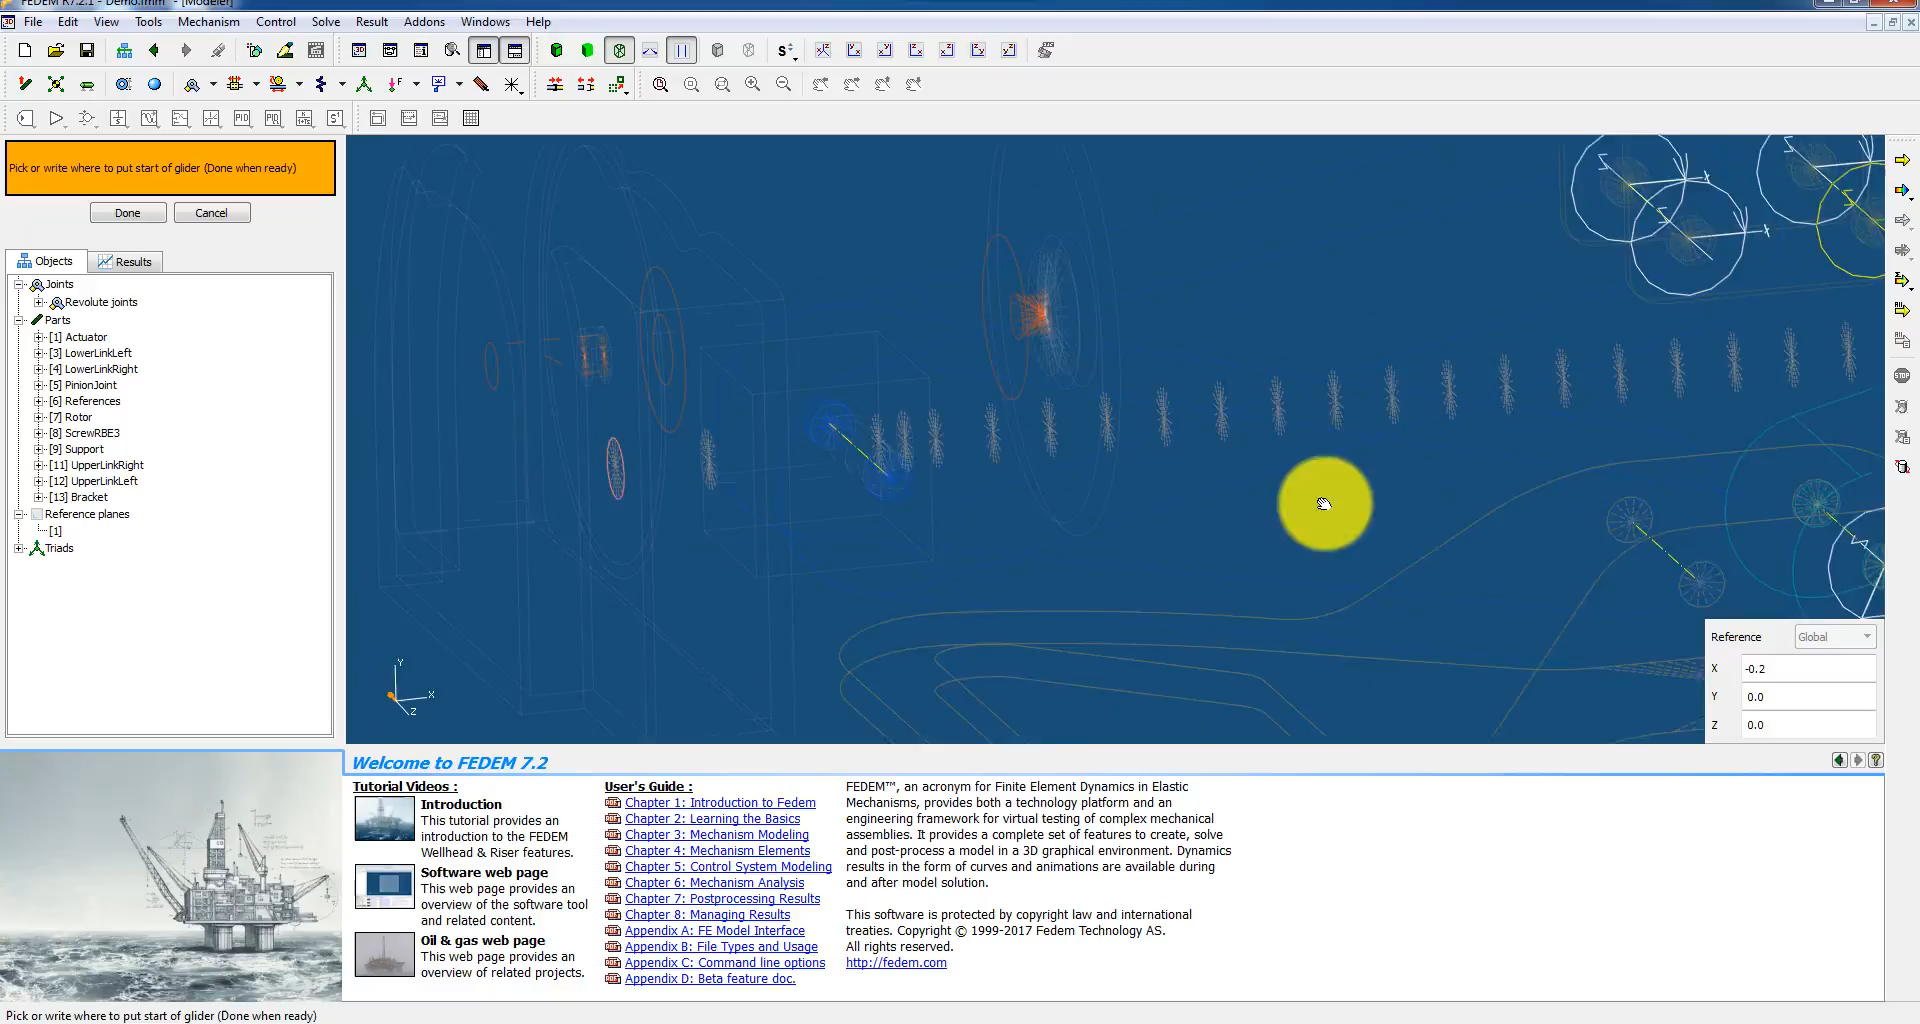 FEDEM R7.2.1 - Demo.fmm * - [Modeler]
File Edit View Tools Mechanism Control Solve Result Addons Windows Help
Pick or write where to put start of glider (Done when ready)
Done Cancel
Objects Results
Joints
Revolute joints
Parts
[1] Actuator
[3] LowerLinkLeft
[4] LowerLinkRight
[5] PinionJoint
[6] References
[7] Rotor
[8] ScrewRBE3
[9] Support
[11] UpperLinkRight
[12] UpperLinkLeft
[13] Bracket
Reference planes
[1]
Triads
Y
X
Z
X
X
Reference Global
X -0.2
Y 0.0
Z 0.0
Welcome to FEDEM 7.2
Tutorial Videos :
Introduction
This tutorial provides an
introduction to the FEDEM
Wellhead & Riser features.
Software web page
This web page provides an
overview of the software tool
and related content.
Oil & gas web page
This web page provides an
overview of related projects.
User's Guide :
Chapter 1: Introduction to Fedem
Chapter 2: Learning the Basics
Chapter 3: Mechanism Modeling
Chapter 4: Mechanism Elements
Chapter 5: Control System Modeling
Chapter 6: Mechanism Analysis
Chapter 7: Postprocessing Results
Chapter 8: Managing Results
Appendix A: FE Model Interface
Appendix B: File Types and Usage
Appendix C: Command line options
Appendix D: Beta feature doc.
FEDEM™, an acronym for Finite Element Dynamics in Elastic
Mechanisms, provides both a technology platform and an
engineering framework for virtual testing of complex mechanical
assemblies. It provides a complete set of features to create, solve
and post-process a model in a 3D graphical environment. Dynamics
results in the form of curves and animations are available during
and after model solution.
This software is protected by copyright law and international
treaties. Copyright © 1999-2017 Fedem Technology AS.
All rights reserved.
http://fedem.com
Pick or write where to put start of glider (Done when ready)